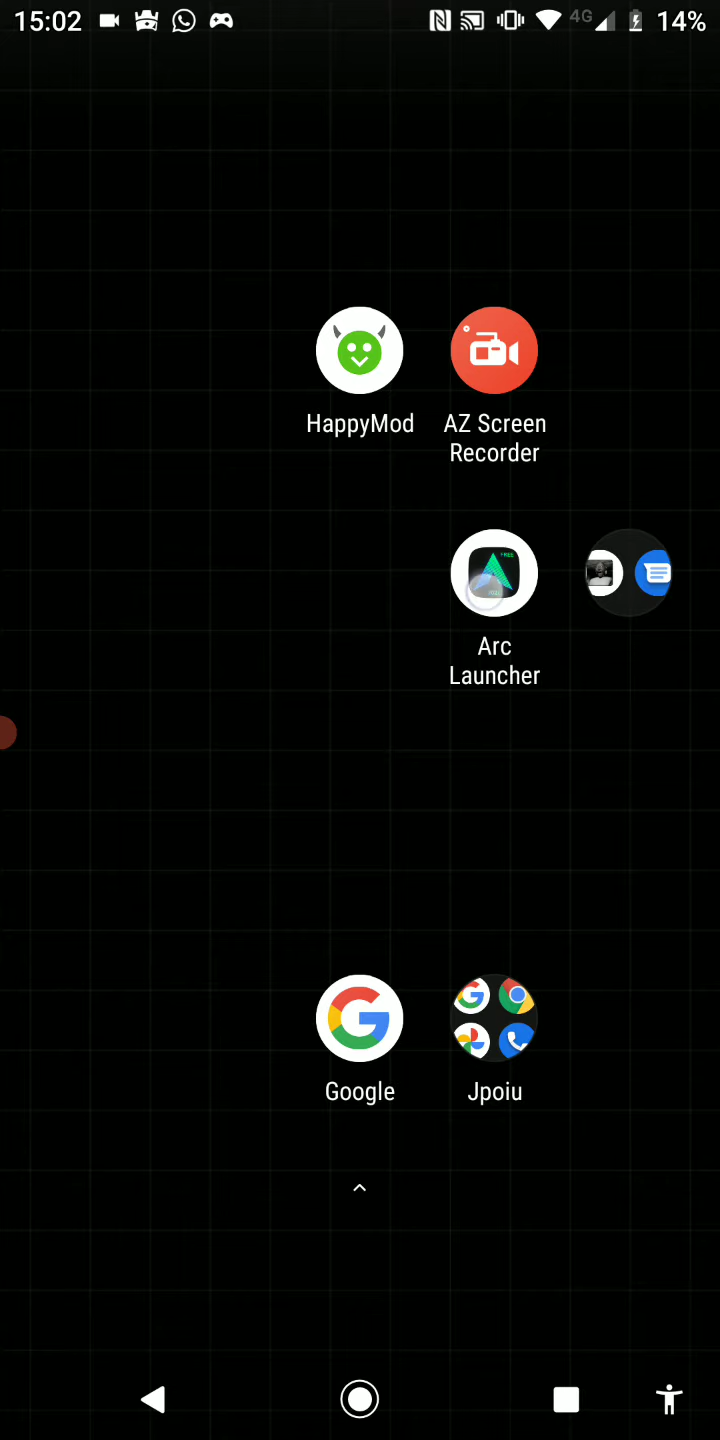 15:02 4G 14%
HappyMod
AZ Screen
Recorder
Arc
Launcher
Google
Jpoiu